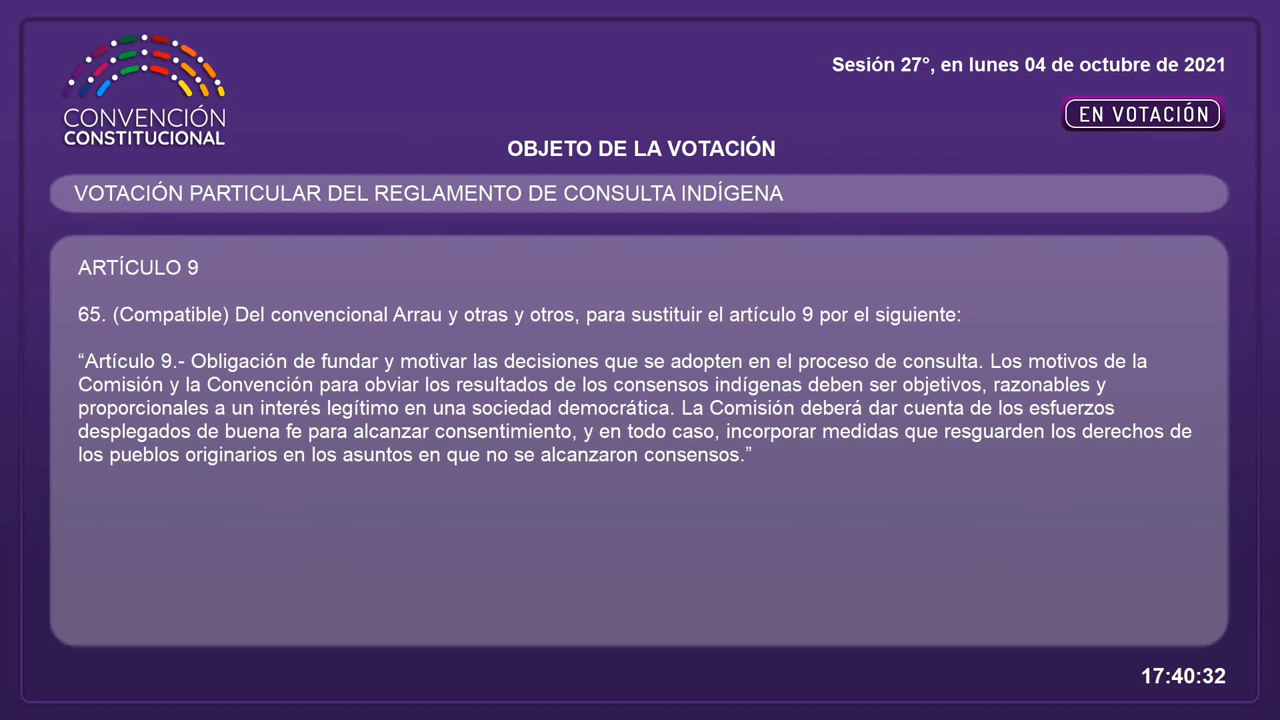 CONVENCIÓN
CONSTITUCIONAL
Sesión 27°, en lunes 04 de octubre de 2021
EN VOTACIÓN
OBJETO DE LA VOTACIÓN
VOTACIÓN PARTICULAR DEL REGLAMENTO DE CONSULTA INDÍGENA
ARTÍCULO 9
65. (Compatible) Del convencional Arrau y otras y otros, para sustituir el artículo 9 por el siguiente:
“Artículo 9.- Obligación de fundar y motivar las decisiones que se adopten en el proceso de consulta. Los motivos de la
Comisión y la Convención para obviar los resultados de los consensos indígenas deben ser objetivos, razonables y
proporcionales a un interés legítimo en una sociedad democrática. La Comisión deberá dar cuenta de los esfuerzos
desplegados de buena fe para alcanzar consentimiento, y en todo caso, incorporar medidas que resguarden los derechos de
los pueblos originarios en los asuntos en que no se alcanzaron consensos.”
17:40:32